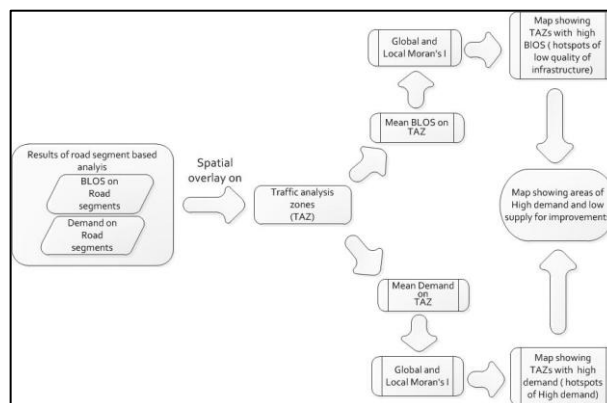 Results of road segment based
analyis
BLOS on
Road
segments
Demand on
Road
segments
Spatial
overlay on
Traffic analysis
zones
(TAZ)
Mean BLOS on
TAZ
Global and
Local Moran's I
Map showing
TAZs with high
BlOS ( hotspots
of low quality of
infrastructure)
Mean Demand
on
TAZ
Global and
Local Moran's I
Map showing
TAZs with high
demand ( hotspots
of High demand)
Map showing areas of
High demand and low
supply for improvement